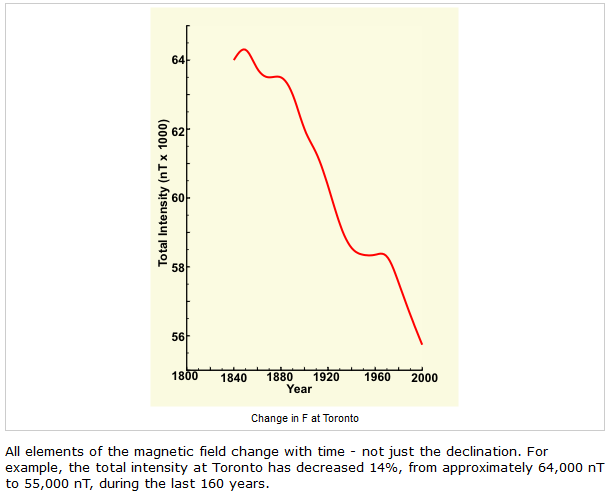 64
62
60
58
56
Total Intensity (nT x 1000)
1800 1840 1880 1920 1960 2000
Year
Change in F at Toronto
All elements of the magnetic field change with time - not just the declination. For
example, the total intensity at Toronto has decreased 14%, from approximately 64,000 nT
to 55,000 nT, during the last 160 years.